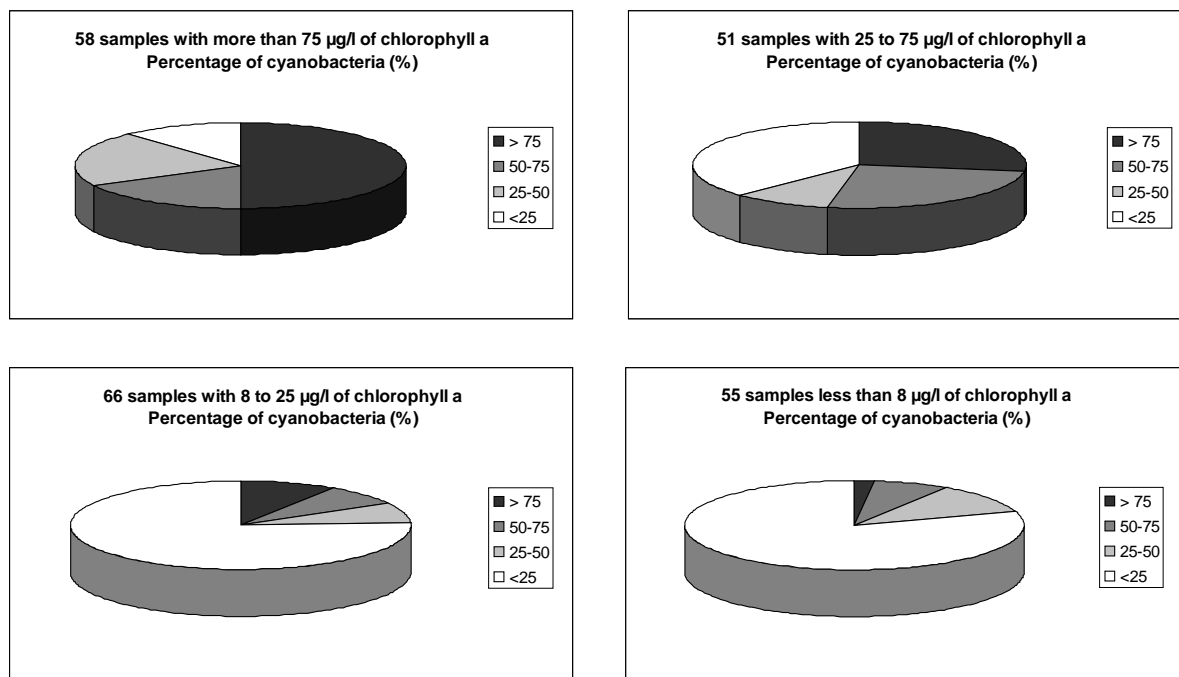 58 samples with more than 75 µg/l of chlorophyll a
Percentage of cyanobacteria (%)
> 75
50-75
25-50
<25
51 samples with 25 to 75 µg/l of chlorophyll a
Percentage of cyanobacteria (%)
> 75
50-75
25-50
<25
66 samples with 8 to 25 µg/l of chlorophyll a
Percentage of cyanobacteria (%)
> 75
50-75
25-50
<25
55 samples less than 8 µg/l of chlorophyll a
Percentage of cyanobacteria (%)
> 75
50-75
25-50
<25